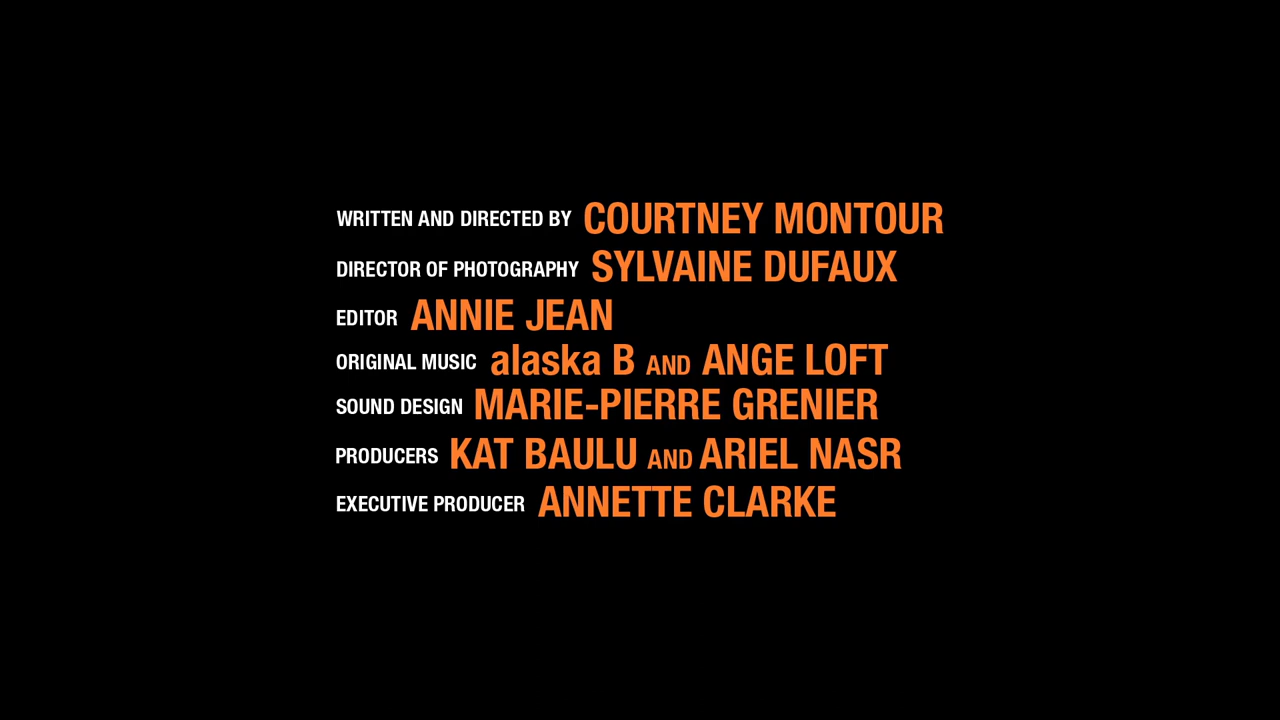 WRITTEN AND DIRECTED BY COURTNEY MONTOUR
DIRECTOR OF PHOTOGRAPHY SYLVAINE DUFAUX
EDITOR ANNIE JEAN
ORIGINAL MUSIC alaska B AND ANGE LOFT
SOUND DESIGN MARIE-PIERRE GRENIER
PRODUCERS KAT BAULU AND ARIEL NASR
EXECUTIVE PRODUCER ANNETTE CLARKE